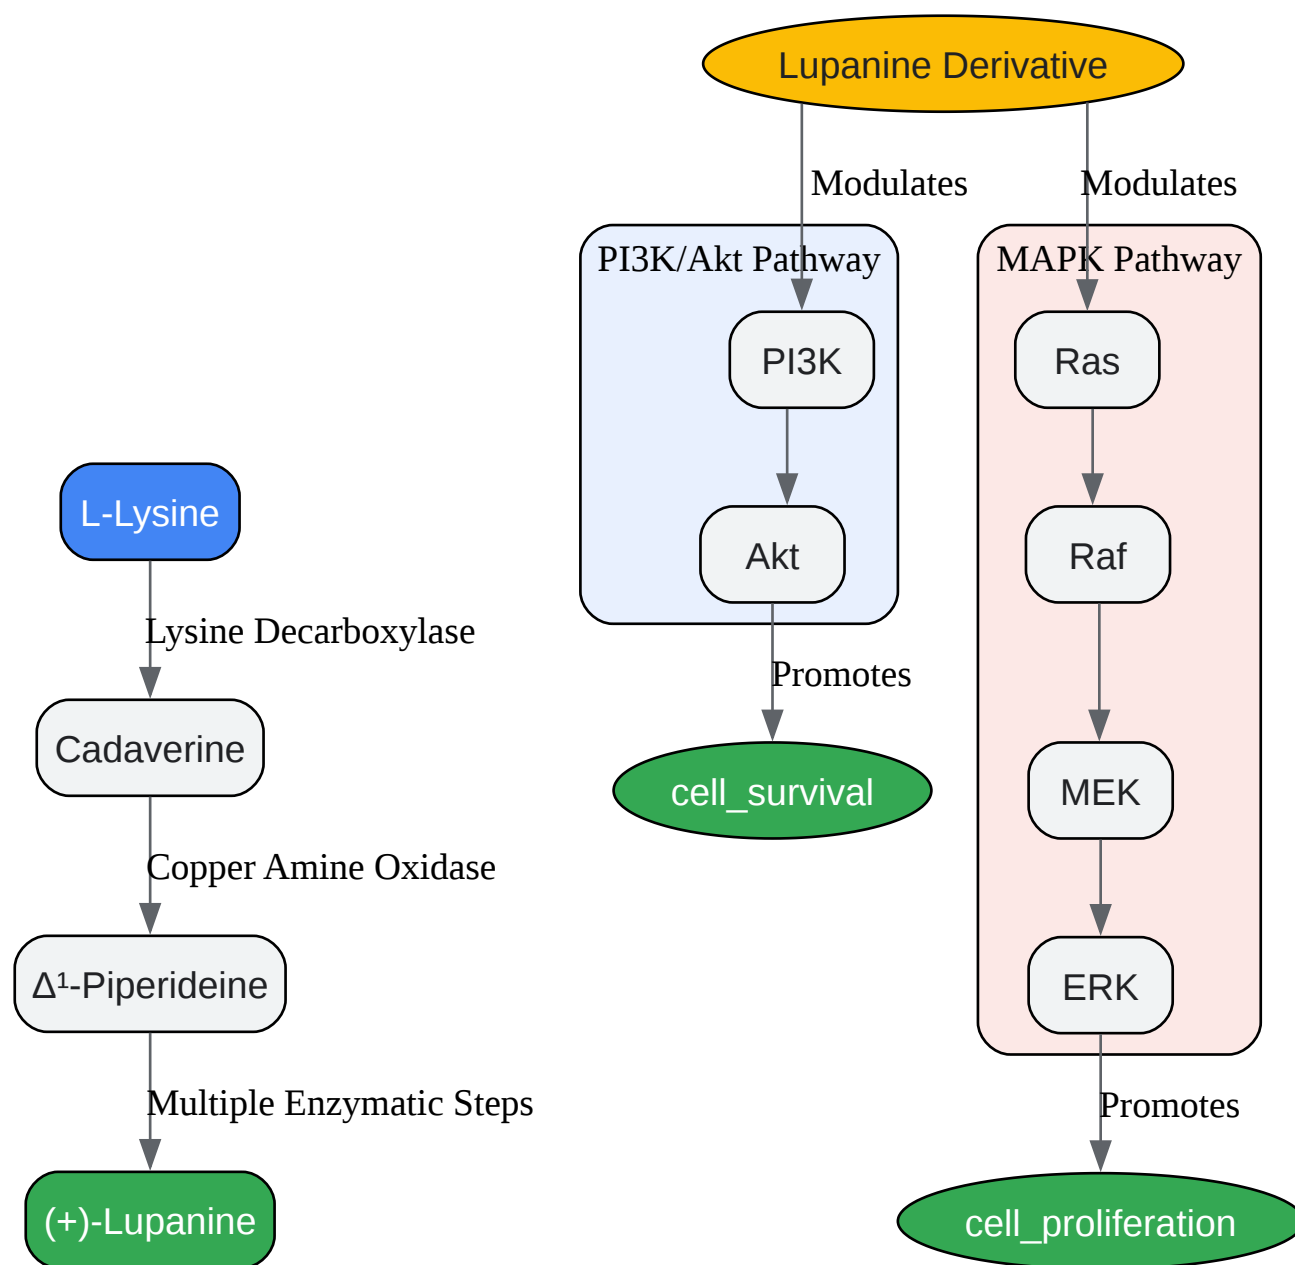 Lupanine Derivative
Modulates
Modulates
PI3K/Akt Pathway
MAPK Pathway
PI3K
Ras
Akt
Raf
Promotes
cell_survival
MEK
ERK
Promotes
cell_proliferation
L-Lysine
Lysine Decarboxylase
Cadaverine
Copper Amine Oxidase
Δ¹-Piperideine
Multiple Enzymatic Steps
(+)-Lupanine